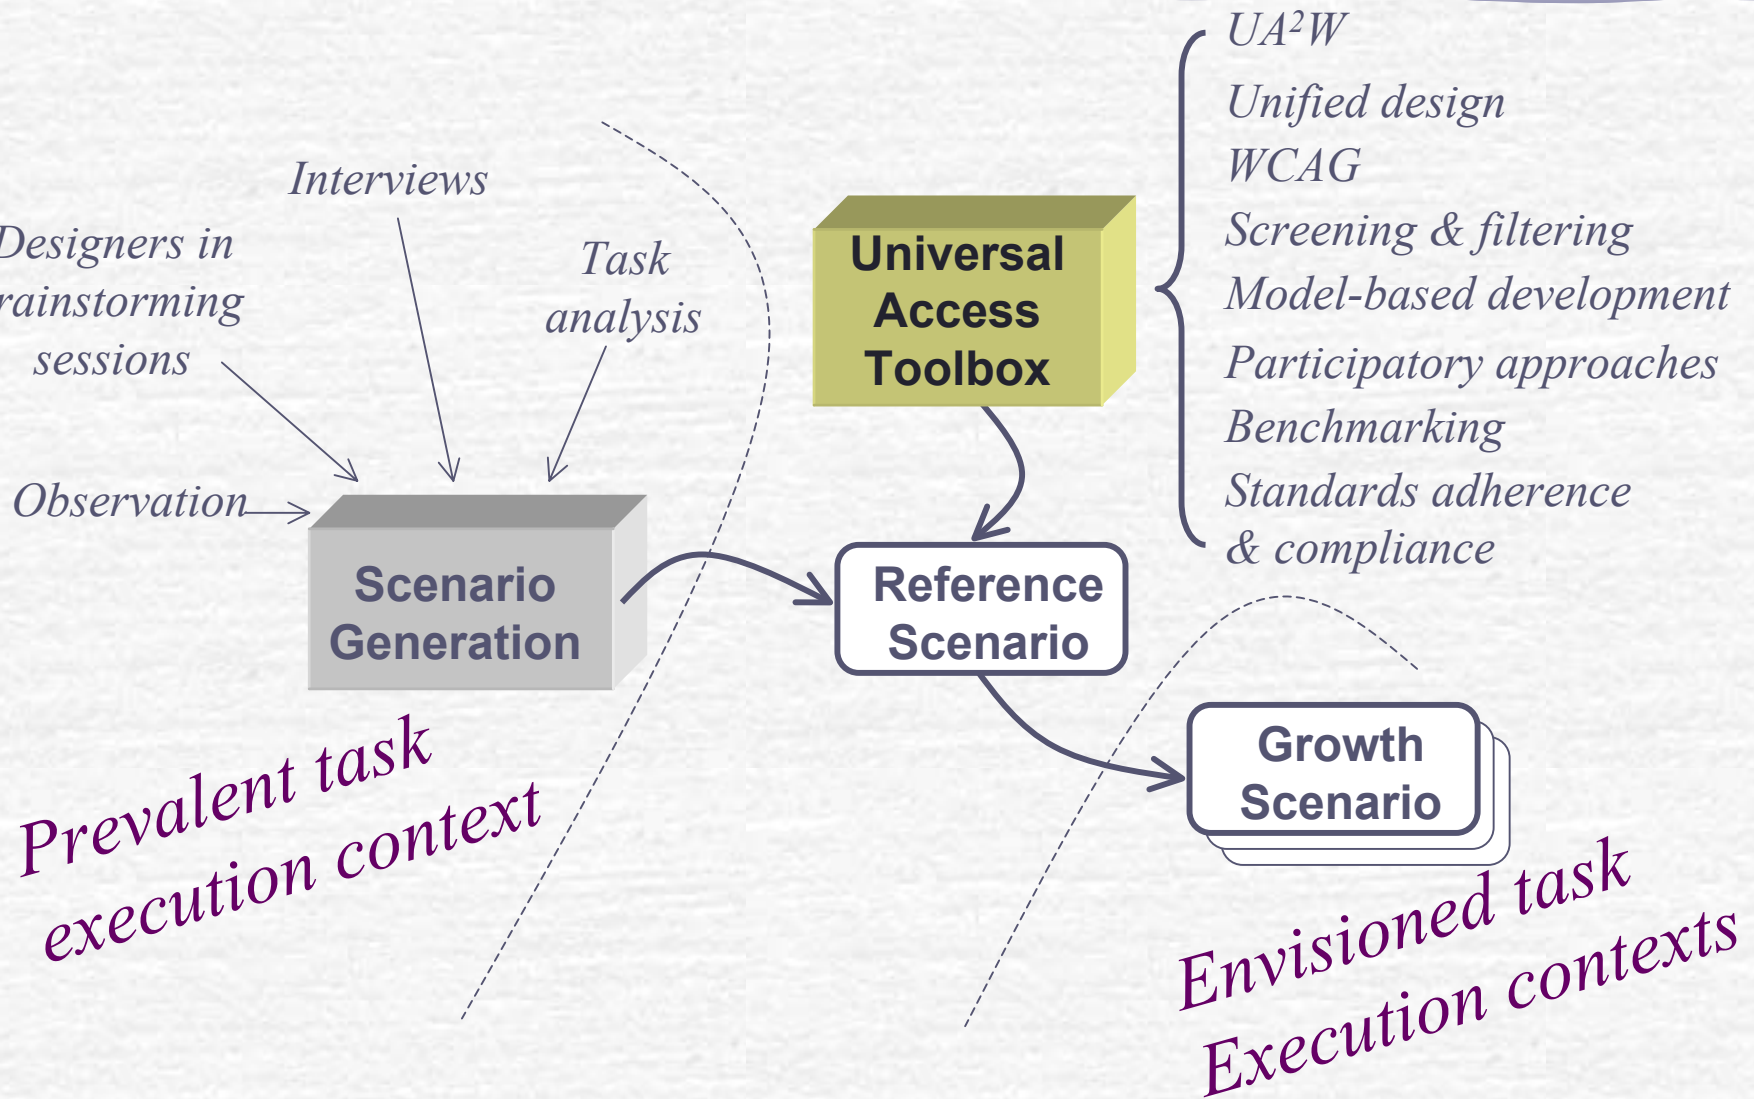 UA²W
Unified design
WCAG
Screening & filtering
Model-based development
Participatory approaches
Benchmarking
Standards adherence
& compliance
Interviews
Designers in
rainstorming
sessions
Task
analysis
Observation
Universal
Access
Toolbox
Scenario
Generation
Reference
Scenario
Growth
Scenario
Prevalent task
execution context
Envisioned task
Execution contexts